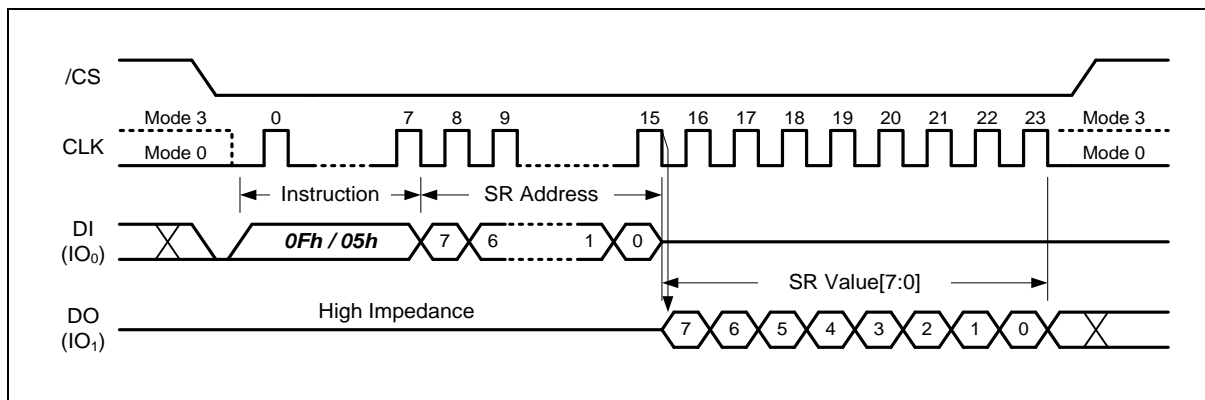 /CS
Mode 3 0 7 8 9 15 16 17 18 19 20 21 22 23 Mode 3
CLK
Mode 0 Mode 0
Instruction SR Address
DI
(IO₀)
0Fh / 05h 7 6 1 0
SR Value[7:0]
High Impedance
DO
(IO₁)
7 6 5 4 3 2 1 0